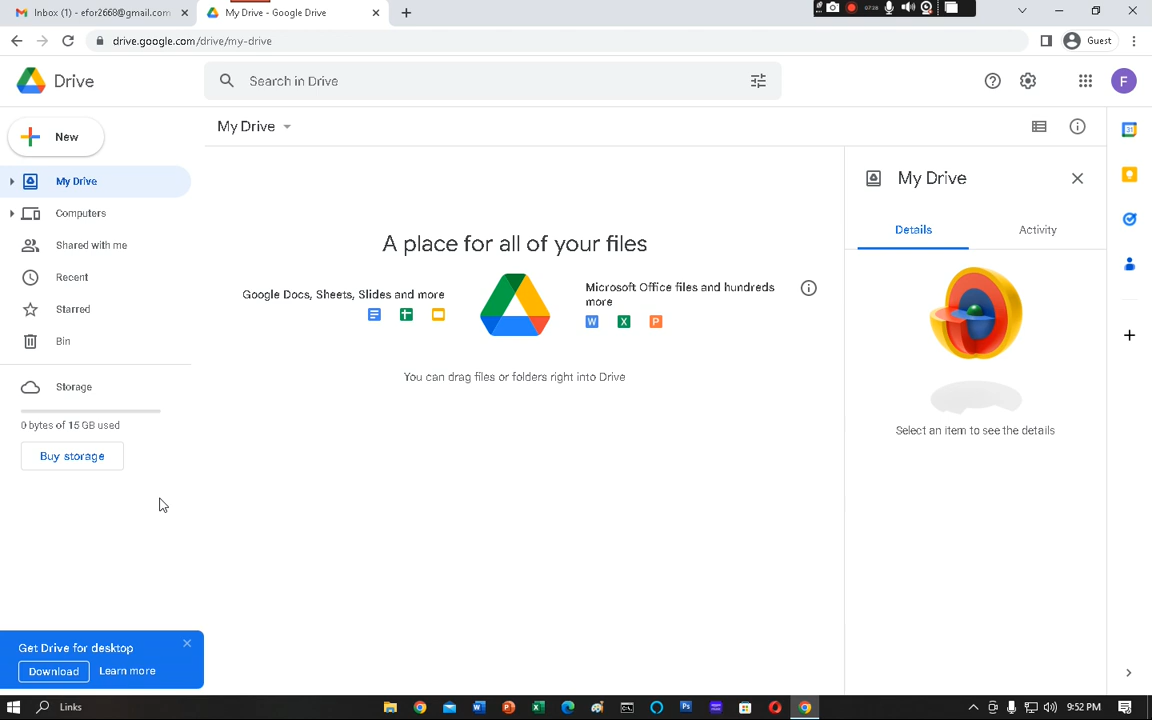 Inbox (1) - efor2668@gmail.com
My Drive - Google Drive
07:28
drive.google.com/drive/my-drive
Guest
Drive
Search in Drive
F
New
My Drive
31
My Drive
Computers
Shared with me
Recent
Starred
Bin
Storage
0 bytes of 15 GB used
Buy storage
A place for all of your files
Google Docs, Sheets, Slides and more
Microsoft Office files and hundreds
more
W X P
You can drag files or folders right into Drive
My Drive
Details
Activity
Select an item to see the details
Get Drive for desktop
Download
Learn more
Links
9:52 PM